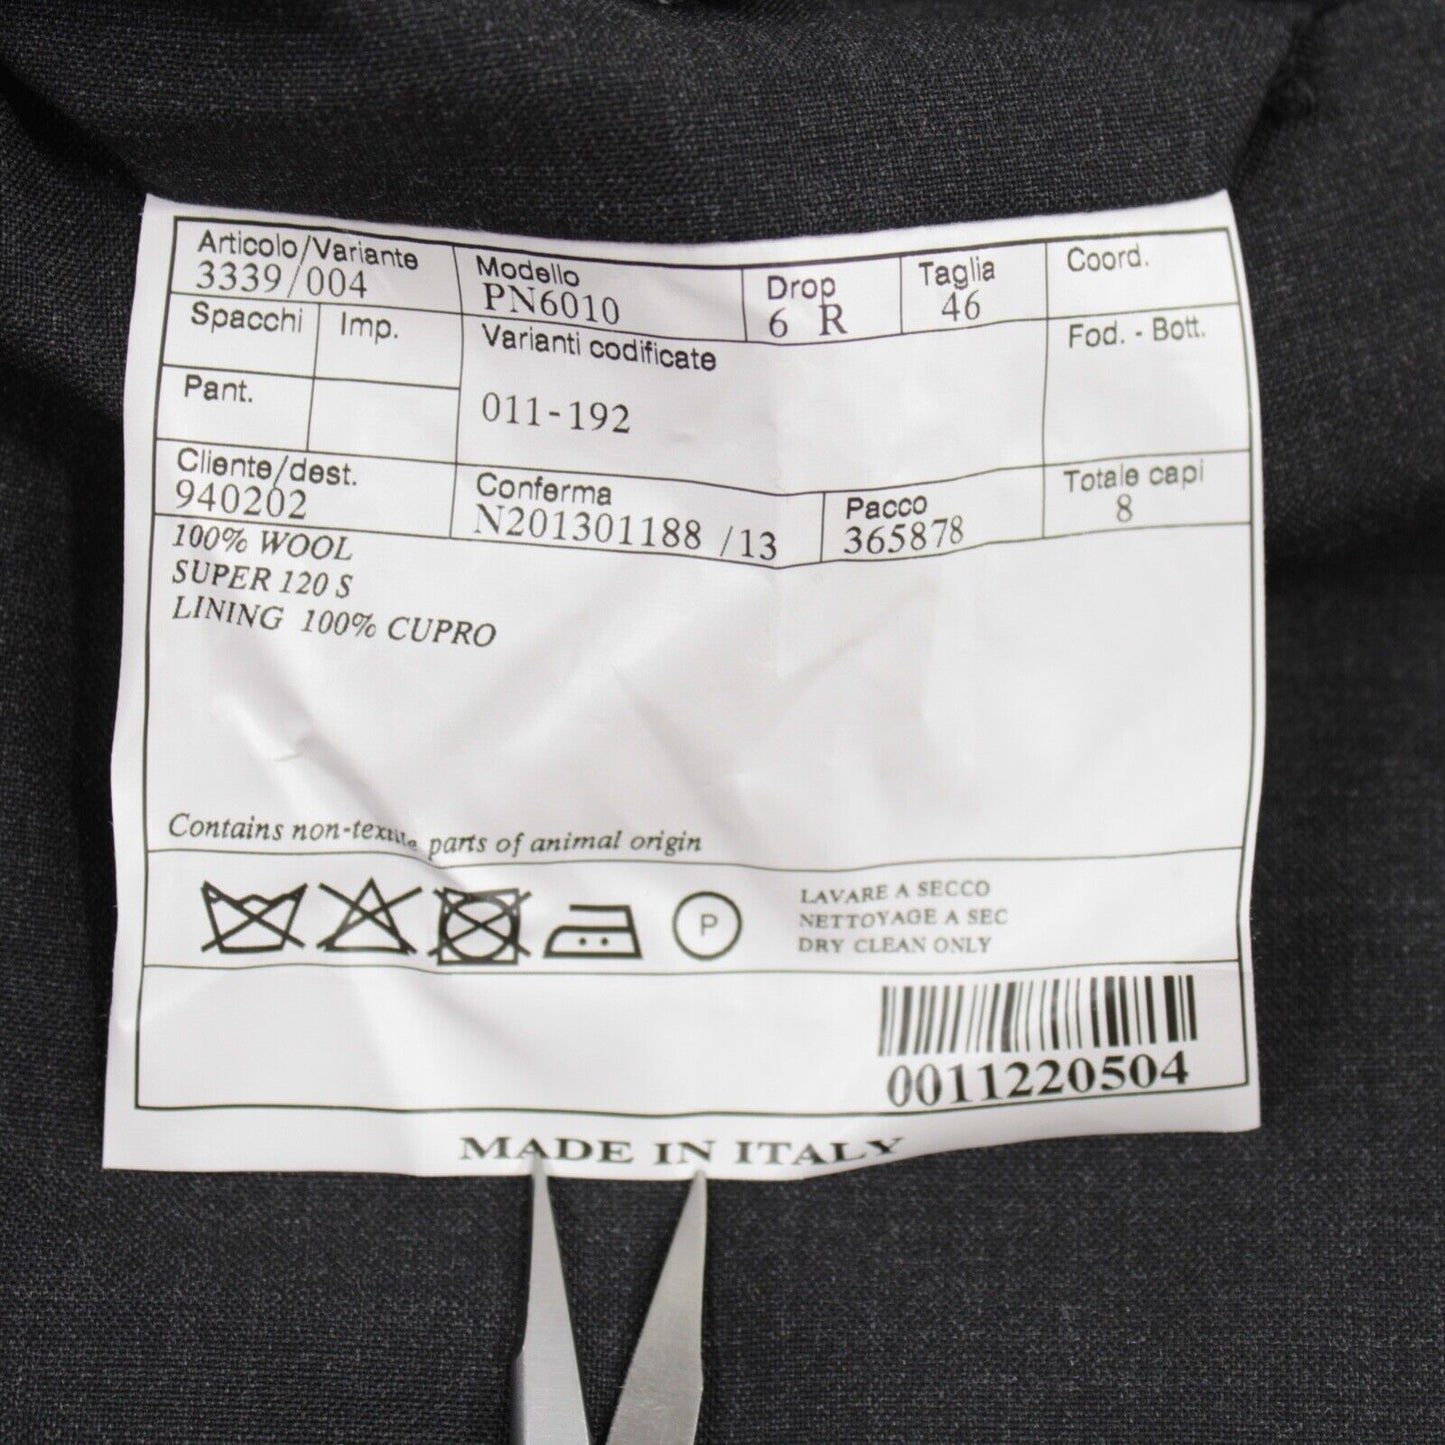 Articolo/Variante Modello Drop Taglia Coord.
3339/004 PN6010 6 R 46
Spacchi Imp. Varianti codificate Fod. - Bott.
Pant. 011-192
Cliente/dest. Conferma Pacco Totale capi
940202 N201301188 /13 365878 8
100% WOOL
SUPER 120 S
LINING 100% CUPRO
Contains non-textile parts of animal origin
P
LAVARE A SECCO
NETTOYAGE A SEC
DRY CLEAN ONLY
0011220504
MADE IN ITALY